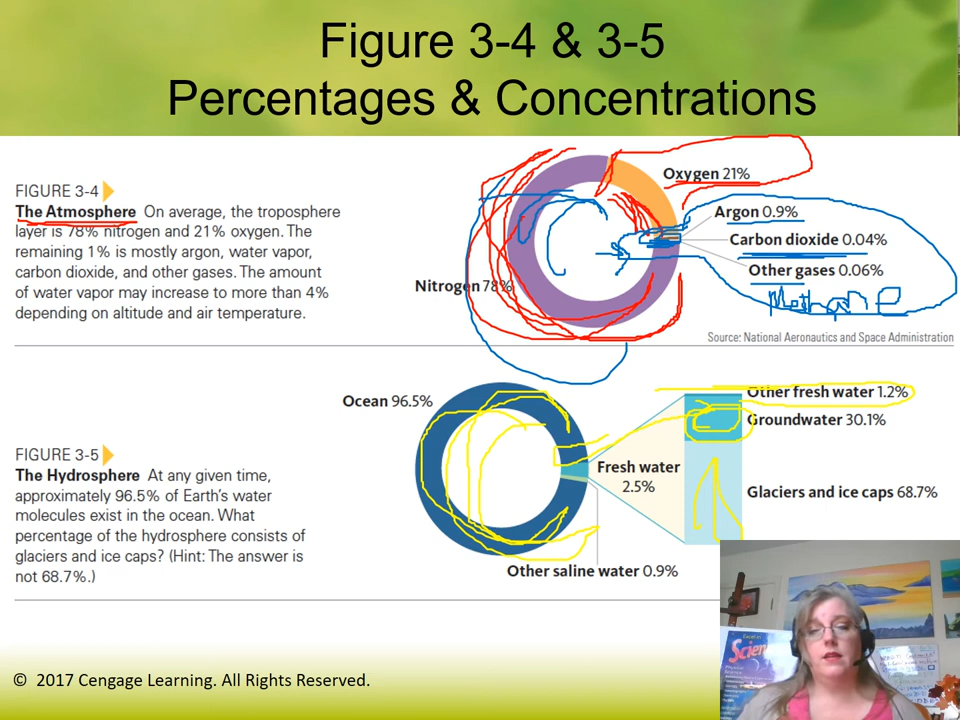 Figure 3-4 & 3-5
Percentages & Concentrations
FIGURE 3-4
The Atmosphere On average, the troposphere
layer is 78% nitrogen and 21% oxygen. The
remaining 1% is mostly argon, water vapor,
carbon dioxide, and other gases. The amount
of water vapor may increase to more than 4%
depending on altitude and air temperature.
Oxygen 21%
Argon 0.9%
Carbon dioxide 0.04%
Other gases 0.06%
Methane
Nitrogen 78%
Source: National Aeronautics and Space Administration
FIGURE 3-5
The Hydrosphere At any given time,
approximately 96.5% of Earth's water
molecules exist in the ocean. What
percentage of the hydrosphere consists of
glaciers and ice caps? (Hint: The answer is
not 68.7%.)
Ocean 96.5%
Fresh water
2.5%
Other saline water 0.9%
Other fresh water 1.2%
Groundwater 30.1%
Glaciers and ice caps 68.7%
© 2017 Cengage Learning. All Rights Reserved.